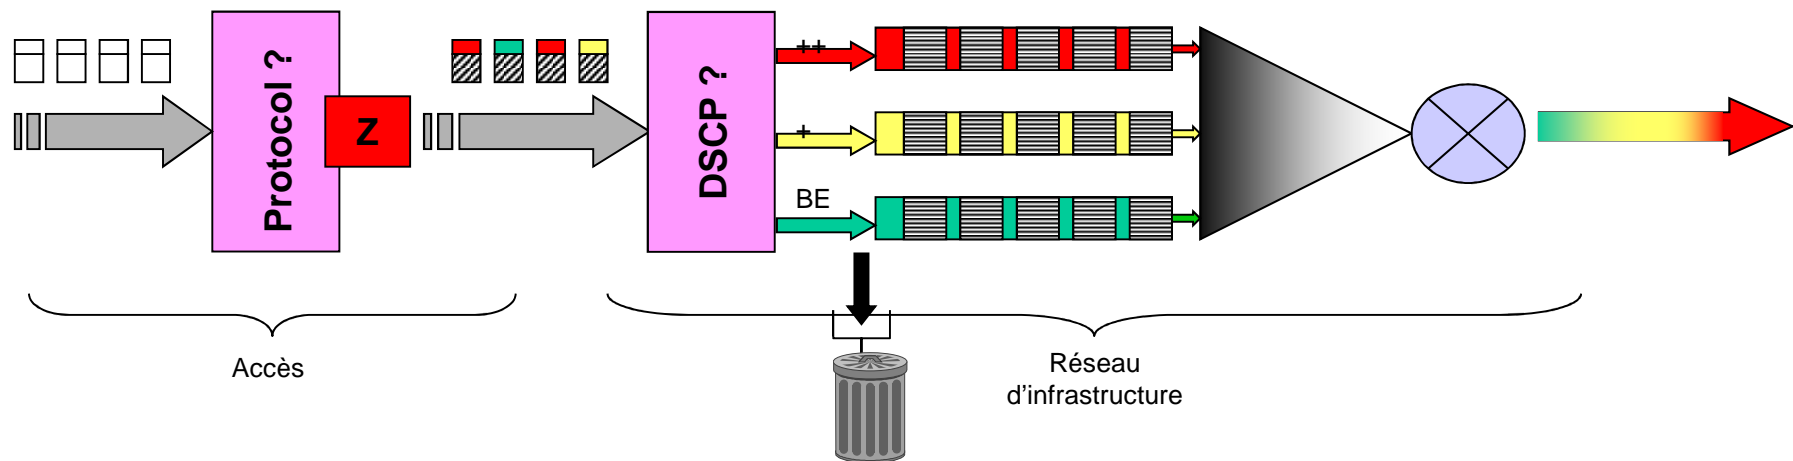 Protocol ?
Z
DSCP ?
++
+
BE
Accès
Réseau
d'infrastructure